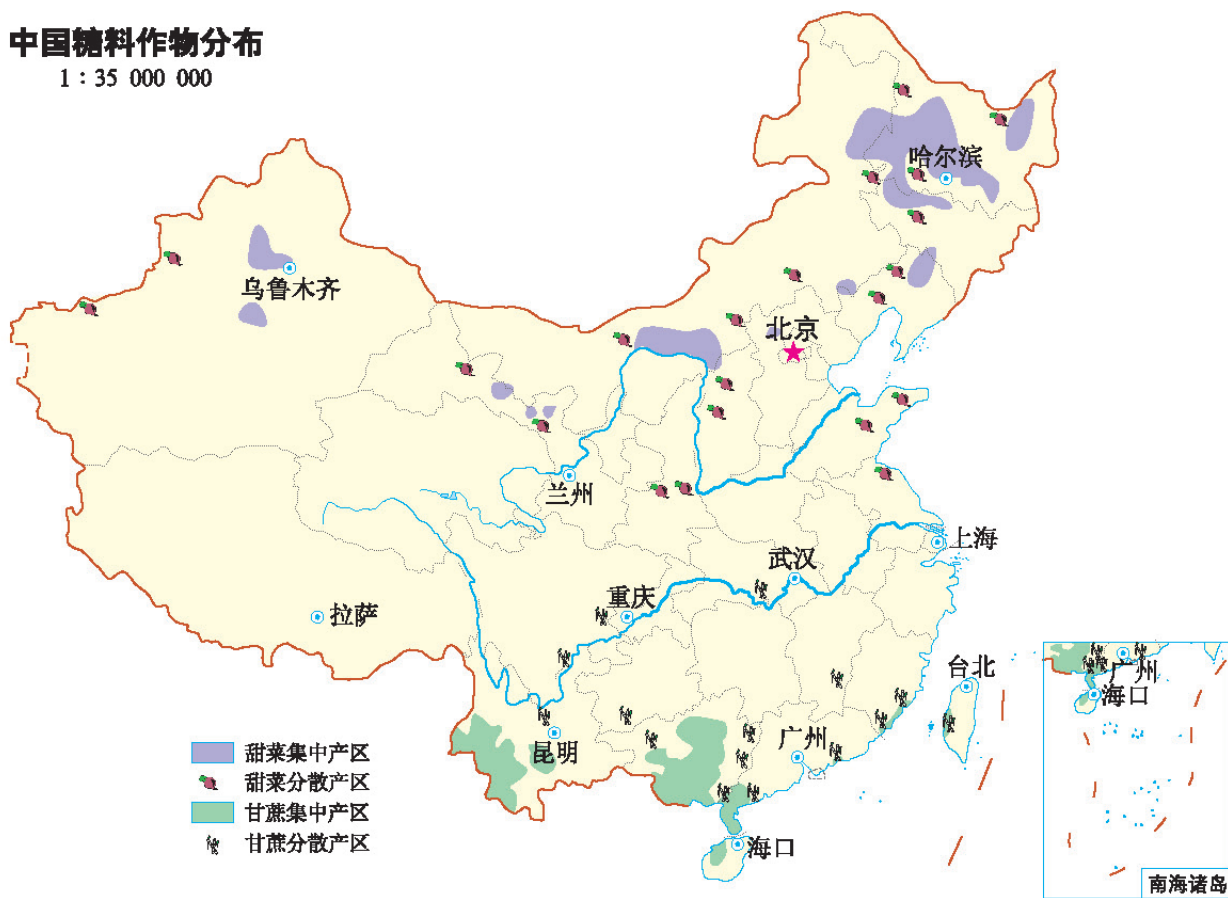 中国糖料作物分布
1：35 000 000
哈尔滨
乌鲁木齐
北京
兰州
上海
武汉
重庆
拉萨
台北
广州
海口
昆明
广州
海口
甜菜集中产区
甜菜分散产区
甘蔗集中产区
甘蔗分散产区
南海诸岛